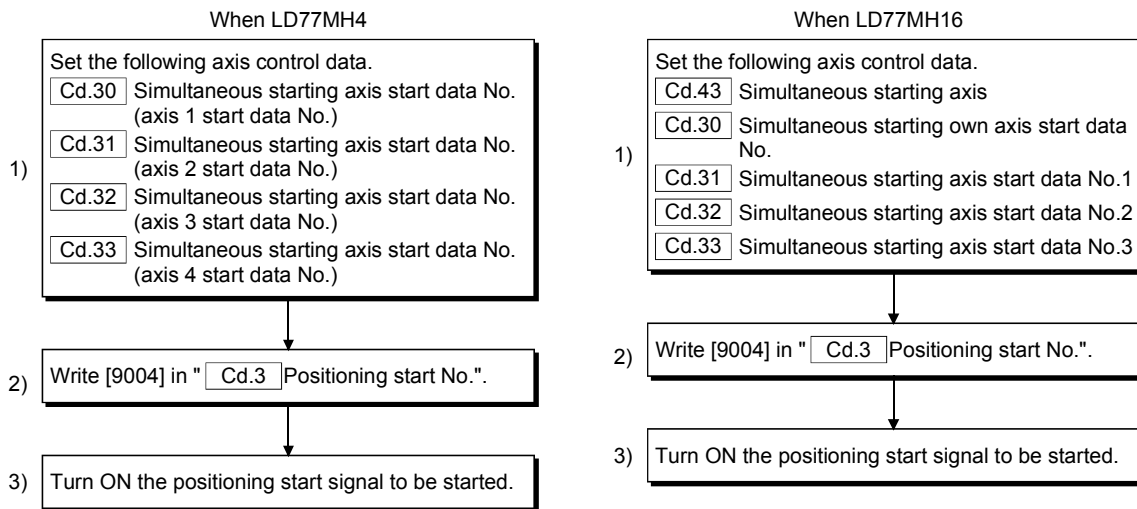 When LD77MH4
Set the following axis control data.
Cd.30 Simultaneous starting axis start data No.
(axis 1 start data No.)
Cd.31 Simultaneous starting axis start data No.
(axis 2 start data No.)
Cd.32 Simultaneous starting axis start data No.
(axis 3 start data No.)
Cd.33 Simultaneous starting axis start data No.
(axis 4 start data No.)
1)
2) Write [9004] in " Cd.3 Positioning start No.".
3) Turn ON the positioning start signal to be started.
When LD77MH16
Set the following axis control data.
Cd.43 Simultaneous starting axis
Cd.30 Simultaneous starting own axis start data
No.
1)
Cd.31 Simultaneous starting axis start data No.1
Cd.32 Simultaneous starting axis start data No.2
Cd.33 Simultaneous starting axis start data No.3
2) Write [9004] in " Cd.3 Positioning start No.".
3) Turn ON the positioning start signal to be started.